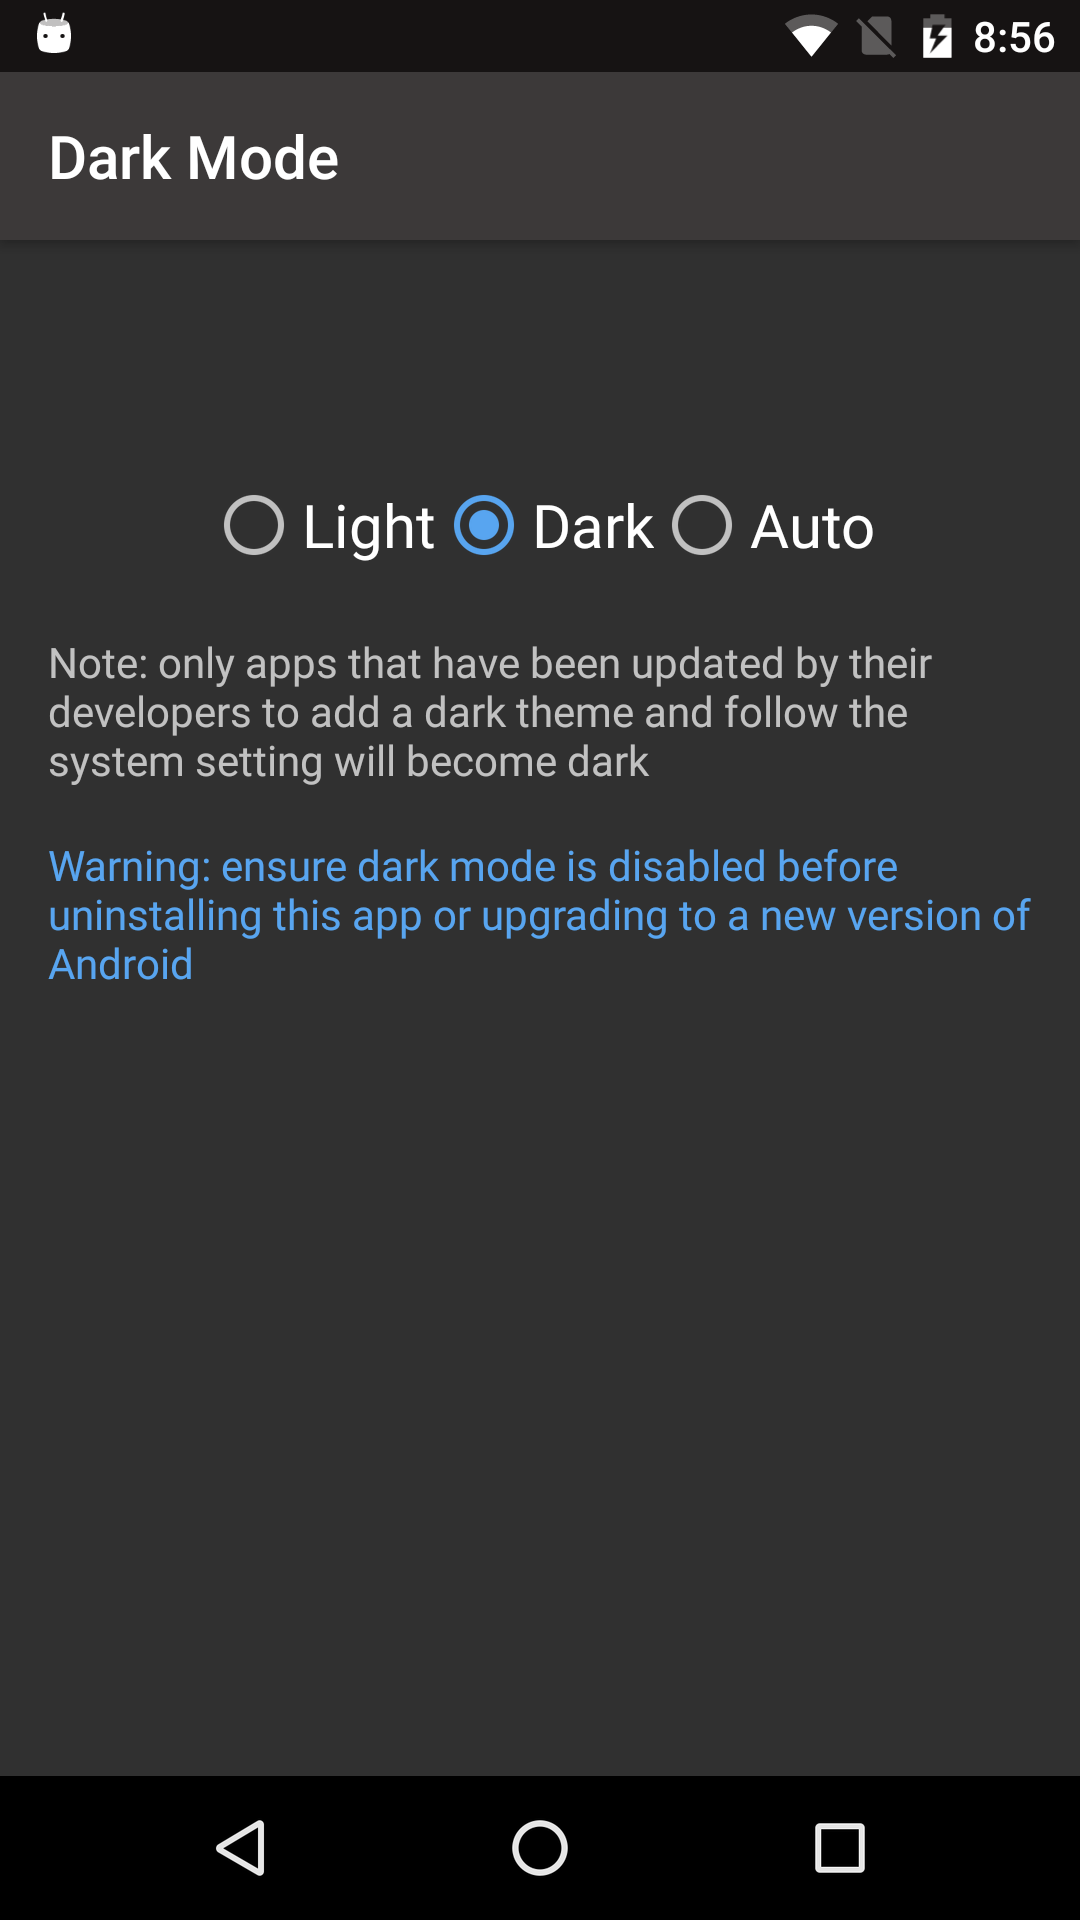 8:56
Dark Mode
Light Dark Auto
Note: only apps that have been updated by their
developers to add a dark theme and follow the
system setting will become dark
Warning: ensure dark mode is disabled before
uninstalling this app or upgrading to a new version of
Android